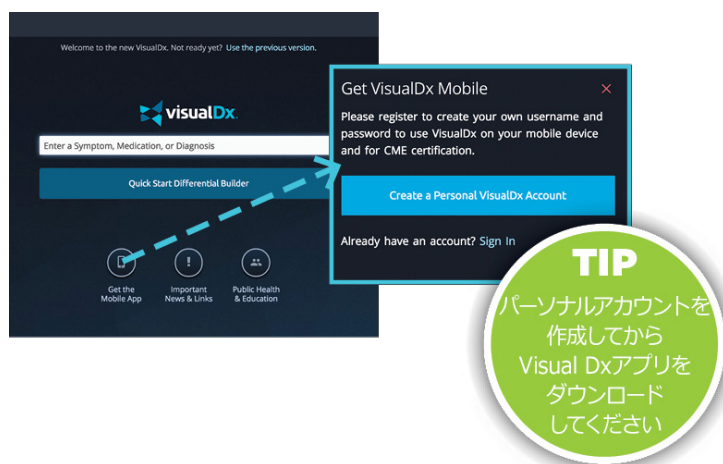 Welcome to the new VisualDx. Not ready yet? Use the previous version.
visualDx.
Enter a Symptom, Medication, or Diagnosis
Quick Start Differential Builder
Get the
Mobile App
Important
News & Links
Public Health
& Education
Get VisualDx Mobile
×
Please register to create your own username and
password to use VisualDx on your mobile device
and for CME certification.
Create a Personal VisualDx Account
Already have an account? Sign In
TIP
パーソナルアカウントを
作成してから
Visual Dxアプリを
ダウンロード
してください